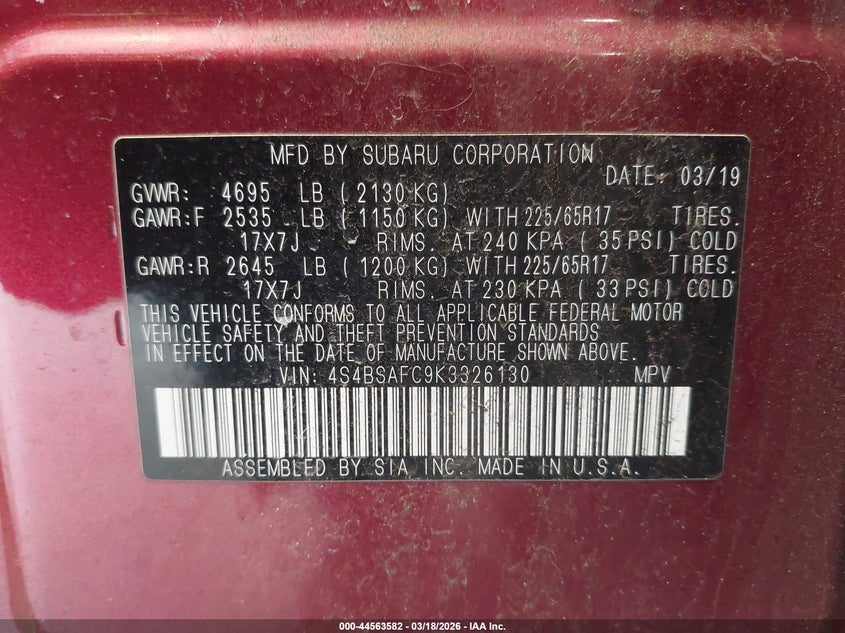 MFD BY SUBARU CORPORATION
DATE: 03/19
GVWR: 4695 LB ( 2130 KG)
GAWR:F 2535 LB ( 1150 KG) WITH 225/65R17 TIRES.
17X7J RIMS. AT 240 KPA ( 35 PSI) COLD
GAWR:R 2645 LB ( 1200 KG) WITH 225/65R17 TIRES.
17X7J RIMS. AT 230 KPA ( 33 PSI) COLD
THIS VEHICLE CONFORMS TO ALL APPLICABLE FEDERAL MOTOR
VEHICLE SAFETY AND THEFT PREVENTION STANDARDS
IN EFFECT ON THE DATE OF MANUFACTURE SHOWN ABOVE.
VIN: 4S4BSAFC9K3326130 MPV
ASSEMBLED BY SIA INC. MADE IN U.S.A.
000-44563582 / 03/18/2026 - IAA Inc.